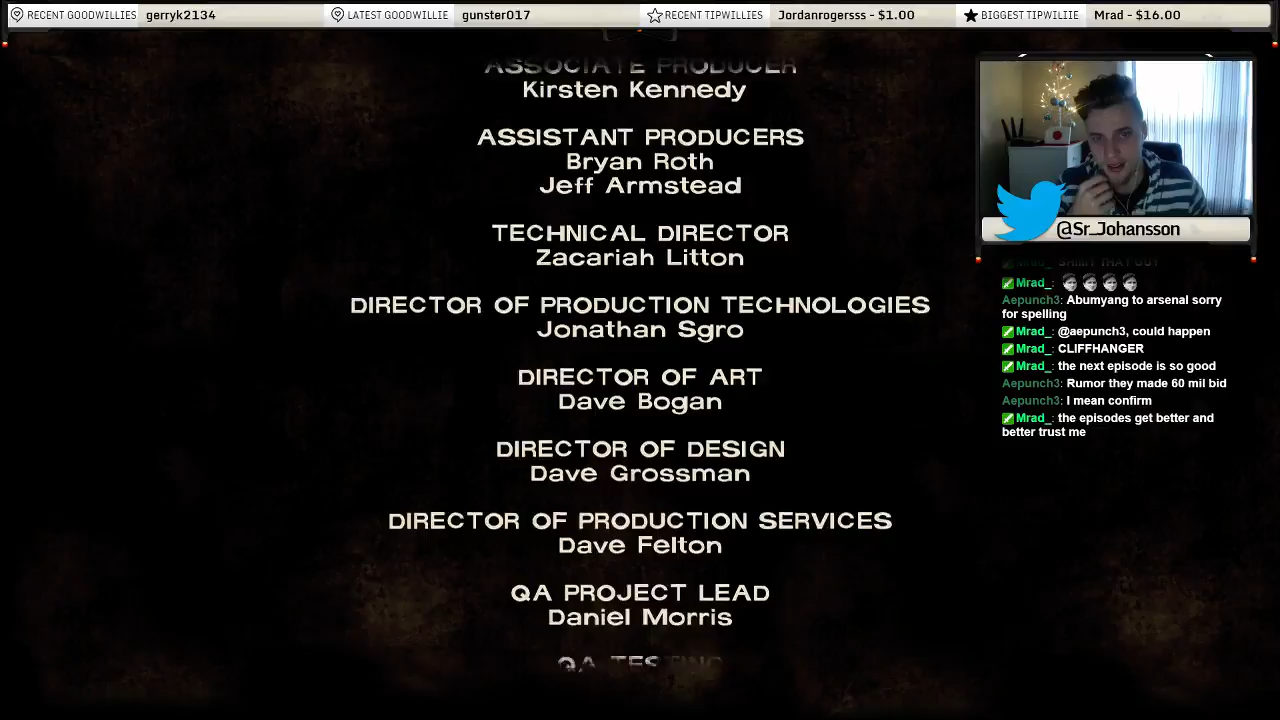 RECENT GOODWILLIES gerryk2134 LATEST GOODWILLIE gunster017 RECENT TIPWILLIES Jordanrogersss - $1.00 BIGGEST TIPWILIIE Mrad - $16.00
ASSOCIATE PRODUCER
Kirsten Kennedy
ASSISTANT PRODUCERS
Bryan Roth
Jeff Armstead
TECHNICAL DIRECTOR
Zacariah Litton
DIRECTOR OF PRODUCTION TECHNOLOGIES
Jonathan Sgro
DIRECTOR OF ART
Dave Bogan
DIRECTOR OF DESIGN
Dave Grossman
DIRECTOR OF PRODUCTION SERVICES
Dave Felton
QA PROJECT LEAD
Daniel Morris
QA TESTING
@Sr_Johansson
Mrad_:
Aepunch3: Abumyang to arsenal sorry
for spelling
Mrad_: @aepunch3, could happen
Mrad_: CLIFFHANGER
Mrad_: the next episode is so good
Aepunch3: Rumor they made 60 mil bid
Aepunch3: I mean confirm
Mrad_: the episodes get better and
better trust me